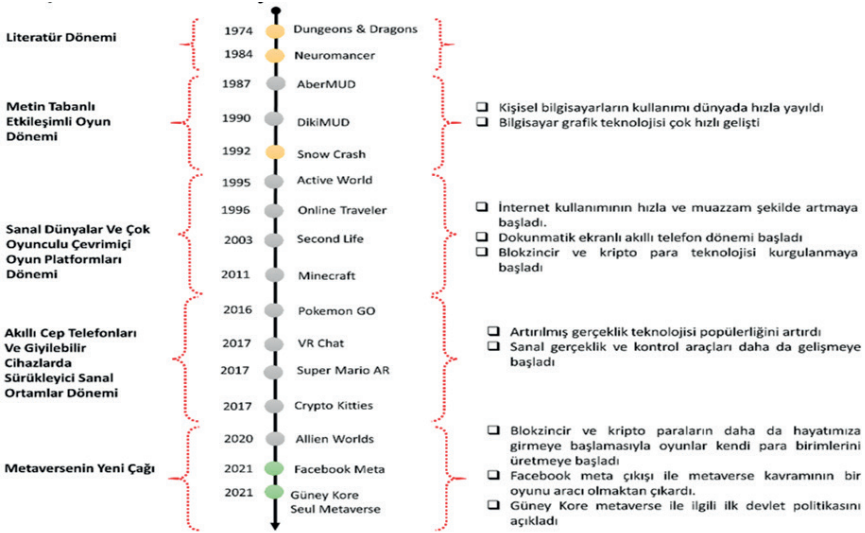 Literatür Dönemi
1974 Dungeons & Dragons
1984 Neuromancer
Metin Tabanlı
Etkileşimli Oyun
Dönemi
1987 AberMUD
1990 DikiMUD
1992 Snow Crash
❑ Kişisel bilgisayarların kullanımı dünyada hızla yayıldı
❑ Bilgisayar grafik teknolojisi çok hızlı gelişti
Sanal Dünyalar Ve Çok
Oyunculu Çevrimiçi
Oyun Platformları
Dönemi
1995 Active World
1996 Online Traveler
2003 Second Life
2011 Minecraft
❑ İnternet kullanımının hızla ve muazzam şekilde artmaya
başladı.
❑ Dokunmatik ekranlı akıllı telefon dönemi başladı
❑ Blokzincir ve kripto para teknolojisi kurgulanmaya
başladı
Akıllı Cep Telefonları
Ve Giyilebilir
Cihazlarda
Sürükleyici Sanal
Ortamlar Dönemi
2016 Pokemon GO
2017 VR Chat
2017 Super Mario AR
2017 Crypto Kitties
❑ Artırılmış gerçeklik teknolojisi popülerliğini artırdı
❑ Sanal gerçeklik ve kontrol araçları daha da gelişmeye
başladı
Metaversenin Yeni Çağı
2020 Allien Worlds
2021 Facebook Meta
2021 Güney Kore
Seul Metaverse
❑ Blokzincir ve kripto paraların daha da hayatımıza
girmeye başlamasıyla oyunlar kendi para birimlerini
üretmeye başladı
❑ Facebook meta çıkışı ile metaverse kavramının bir
oyunu aracı olmaktan çıkardı.
❑ Güney Kore metaverse ile ilgili ilk devlet politikasını
açıkladı